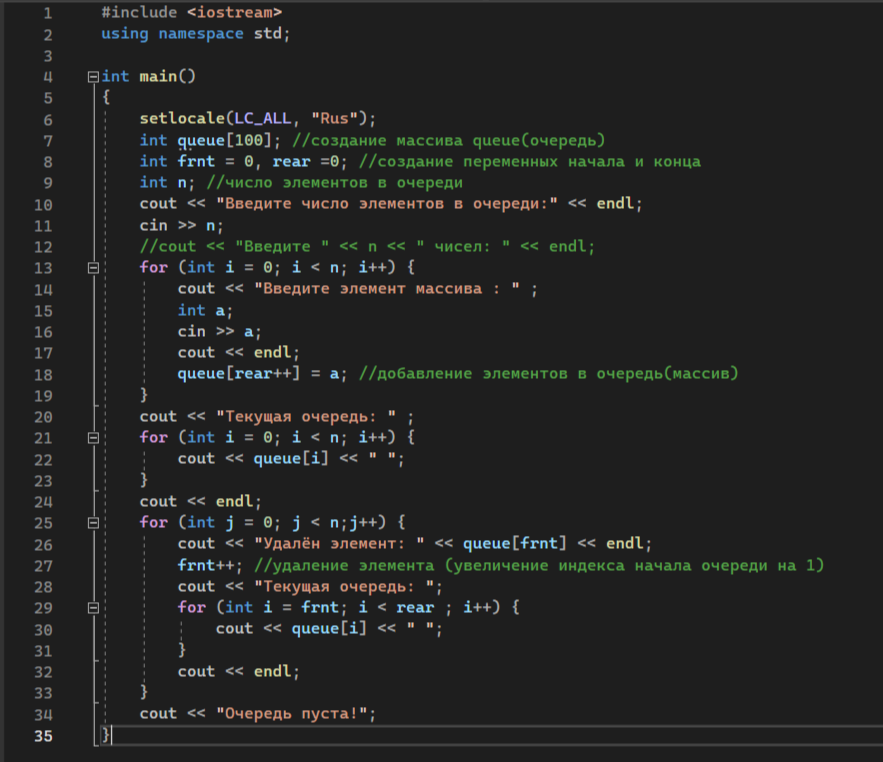 1 #include <iostream>
2 using namespace std;
3
4 int main()
5 {
6 setlocale(LC_ALL, "Rus");
7 int queue[100]; //создание массива queue(очередь)
8 int frnt = 0, rear =0; //создание переменных начала и конца
9 int n; //число элементов в очереди
10 cout << "Введите число элементов в очереди:" << endl;
11 cin >> n;
12 //cout << "Введите " << n << " чисел: " << endl;
13 for (int i = 0; i < n; i++) {
14 cout << "Введите элемент массива : " ;
15 int a;
16 cin >> a;
17 cout << endl;
18 queue[rear++] = a; //добавление элементов в очередь(массив)
19 }
20 cout << "Текущая очередь: " ;
21 for (int i = 0; i < n; i++) {
22 cout << queue[i] << " ";
23 }
24 cout << endl;
25 for (int j = 0; j < n;j++) {
26 cout << "Удалён элемент: " << queue[frnt] << endl;
27 frnt++; //удаление элемента (увеличение индекса начала очереди на 1)
28 cout << "Текущая очередь: ";
29 for (int i = frnt; i < rear ; i++) {
30 cout << queue[i] << " ";
31 }
32 cout << endl;
33 }
34 cout << "Очередь пуста!";
35 }